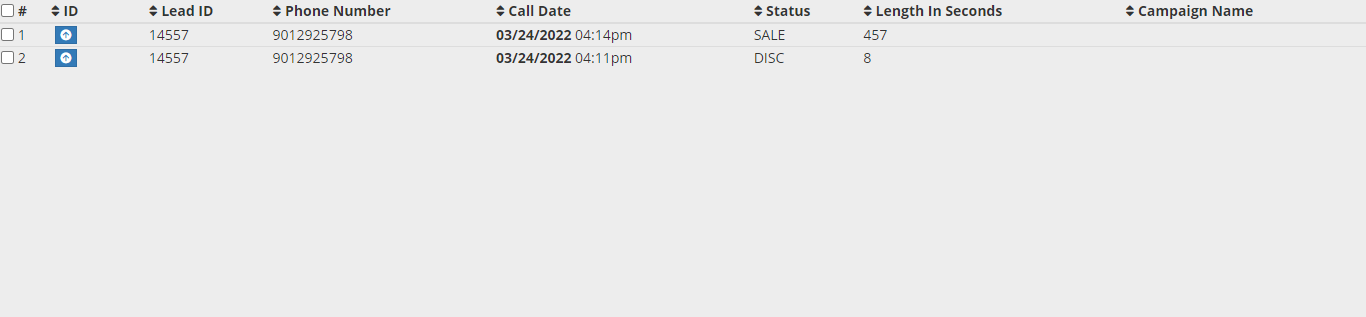 # ID Lead ID Phone Number Call Date Status Length In Seconds Campaign Name
1 14557 9012925798 03/24/2022 04:14pm SALE 457
2 14557 9012925798 03/24/2022 04:11pm DISC 8